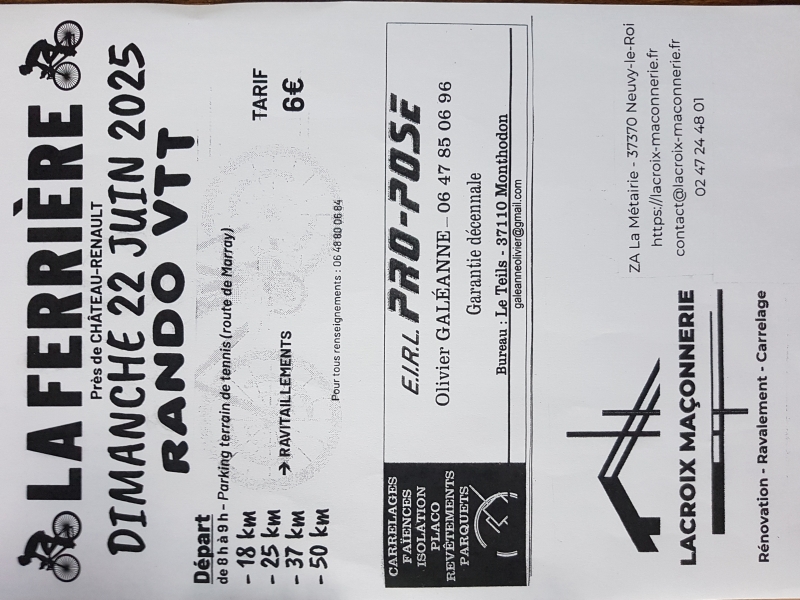 LA FERRIÈRE
Près de CHÂTEAU-RENAULT
DIMANCHE 22 JUIN 2025
RANDO VTT
Départ
de 8h à 9h - Parking terrain de tennis (route de Marray)
- 18 km
- 25 km
- 37 km
- 50 km
→ RAVITAILLEMENTS
TARIF
6€
Pour tous renseignements : 06 48 80 06 84
CARRELAGES
FAÏENCES
ISOLATION
PLACO
REVÊTEMENTS
PARQUETS
E.I.R.L. PRO-POSE
Olivier GALÉANNE – 06 47 85 06 96
Garantie décennale
Bureau : Le Teils - 37110 Monthodon
galeanneolivier@gmail.com
LACROIX MAÇONNERIE
Rénovation - Ravalement - Carrelage
ZA La Métairie - 37370 Neuvy-le-Roi
https://lacroix-maconnerie.fr
contact@lacroix-maconnerie.fr
02 47 24 48 01